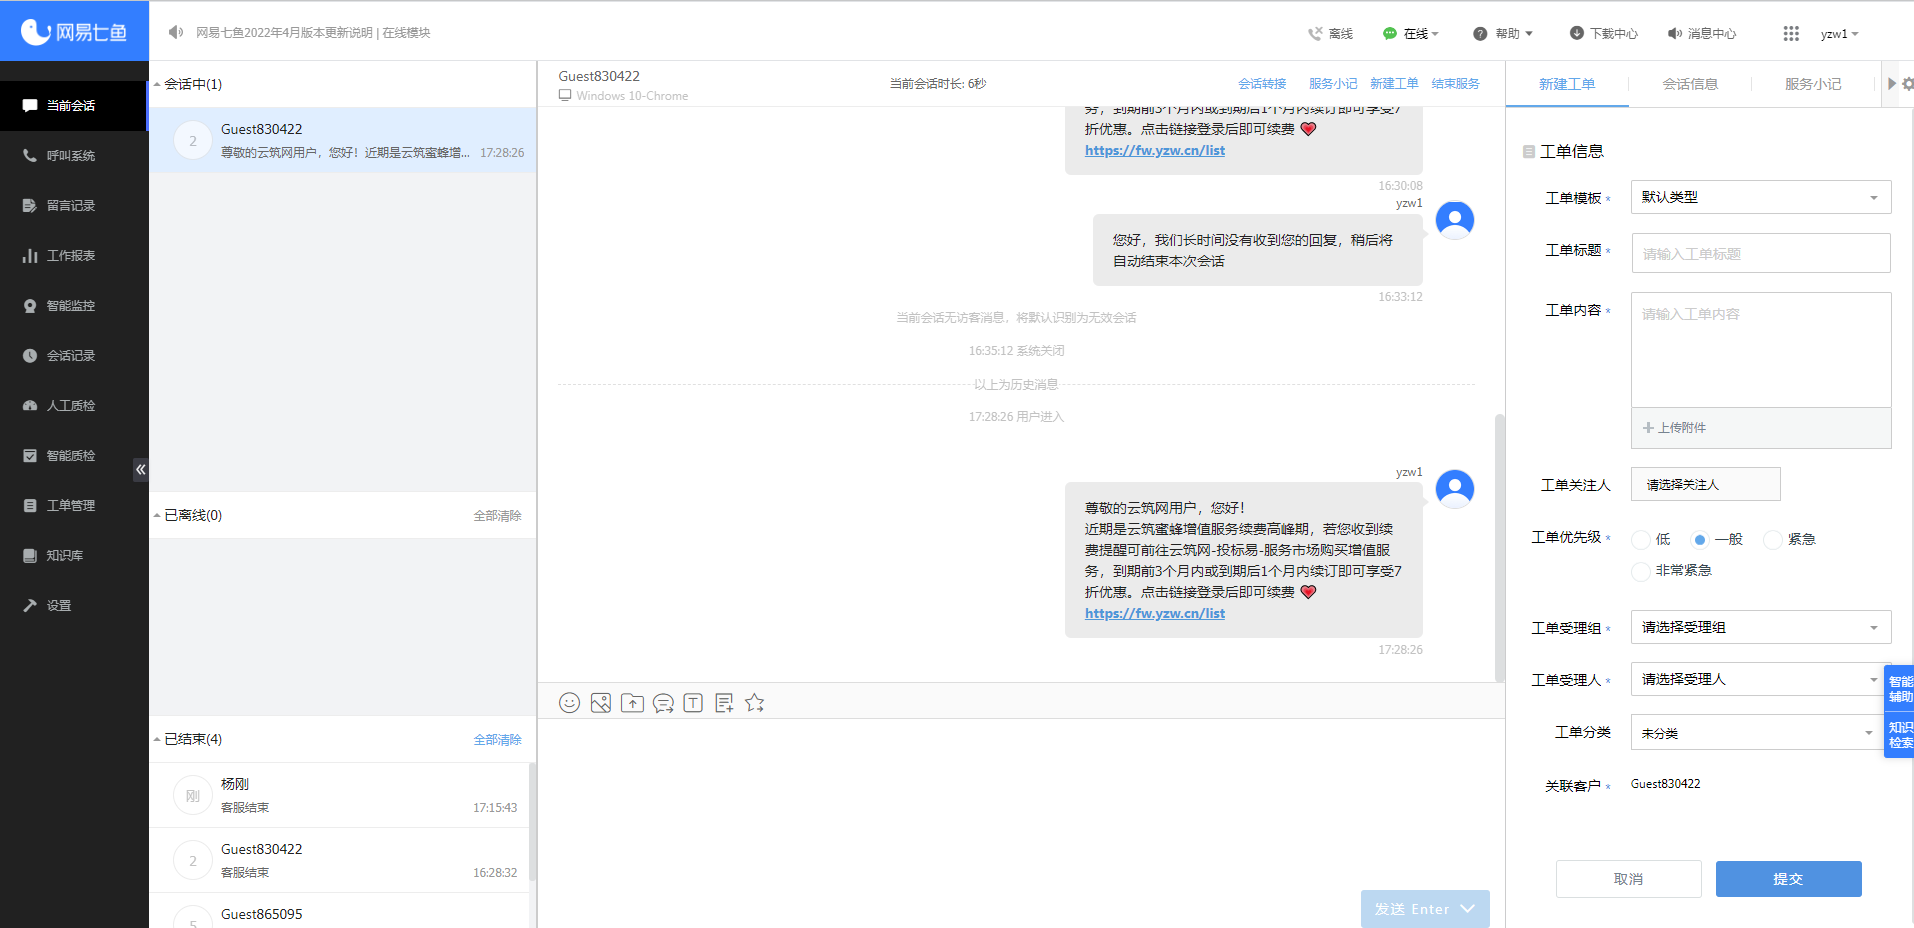 网易七鱼
网易七鱼2022年4月版本更新说明 | 在线模块
离线
在线
帮助
下载中心
消息中心
yzw1
当前会话
呼叫系统
留言记录
工作报表
智能监控
会话记录
人工质检
智能质检
工单管理
知识库
设置
会话中(1)
2
Guest830422
尊敬的云筑网用户，您好！近期是云筑蜜蜂增...
17:28:26
已离线(0)
全部清除
已结束(4)
全部清除
刚
杨刚
客服结束
17:15:43
2
Guest830422
客服结束
16:28:32
5
Guest865095
Guest830422
Windows 10-Chrome
当前会话时长: 6秒
会话转接
服务小记
新建工单
结束服务
务，到期前3个月内或到期后1个月内续订即可享受7
折优惠。点击链接登录后即可续费
https://fw.yzw.cn/list
16:30:08
yzw1
您好，我们长时间没有收到您的回复，稍后将
自动结束本次会话
16:33:12
当前会话无访客消息，将默认识别为无效会话
16:35:12 系统关闭
以上为历史消息
17:28:26 用户进入
yzw1
尊敬的云筑网用户，您好！
近期是云筑蜜蜂增值服务续费高峰期，若您收到续
费提醒可前往云筑网-投标易-服务市场购买增值服
务，到期前3个月内或到期后1个月内续订即可享受7
折优惠。点击链接登录后即可续费
https://fw.yzw.cn/list
17:28:26
T
发送 Enter
新建工单
会话信息
服务小记
工单信息
工单模板 *
默认类型
工单标题 *
请输入工单标题
工单内容 *
请输入工单内容
上传附件
工单关注人
请选择关注人
工单优先级 *
低
一般
紧急
非常紧急
工单受理组 *
请选择受理组
工单受理人 *
请选择受理人
工单分类
未分类
关联客户 *
Guest830422
取消
提交
智能
辅助
知识
检索